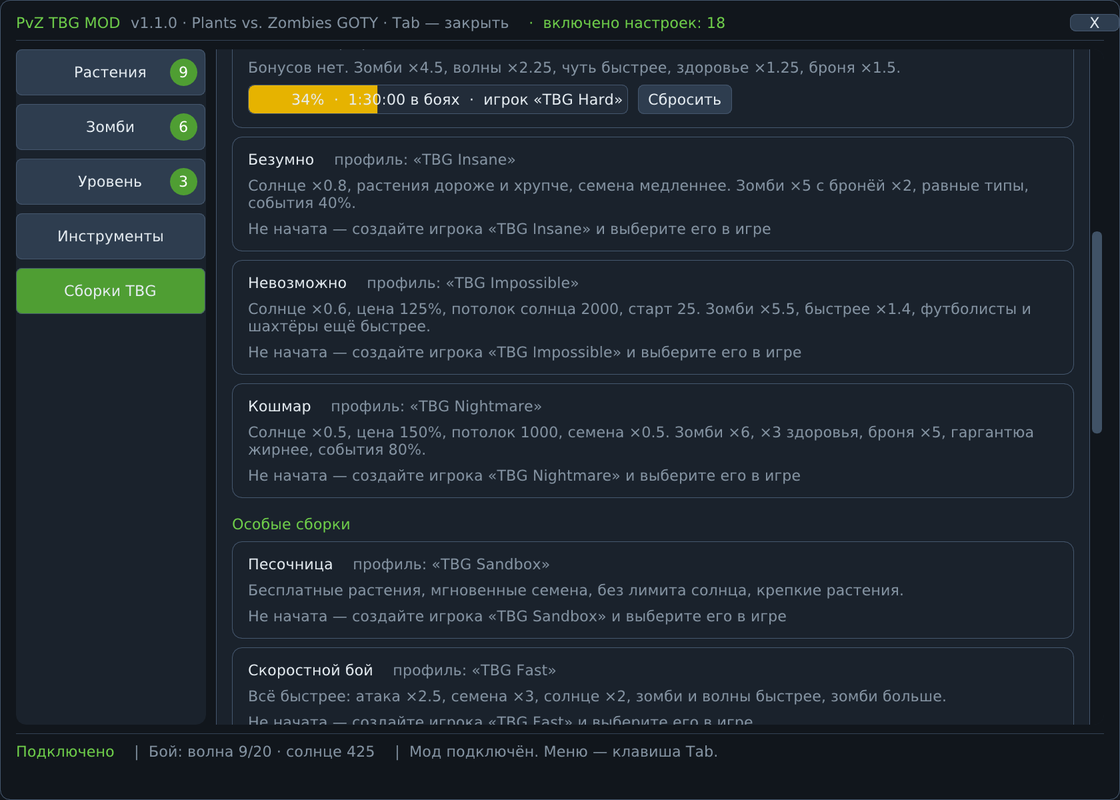 PvZ TBG MOD v1.1.0 · Plants vs. Zombies GOTY · Tab — закрыть · включено настроек: 18
X
Растения 9
Зомби 6
Уровень 3
Инструменты
Сборки TBG
Бонусов нет. Зомби ×4.5, волны ×2.25, чуть быстрее, здоровье ×1.25, броня ×1.5.
34% · 1:30:00 в боях · игрок «TBG Hard» Сбросить
Безумно профиль: «TBG Insane»
Солнце ×0.8, растения дороже и хрупче, семена медленнее. Зомби ×5 с бронёй ×2, равные типы,
события 40%.
Не начата — создайте игрока «TBG Insane» и выберите его в игре
Невозможно профиль: «TBG Impossible»
Солнце ×0.6, цена 125%, потолок солнца 2000, старт 25. Зомби ×5.5, быстрее ×1.4, футболисты и
шахтёры ещё быстрее.
Не начата — создайте игрока «TBG Impossible» и выберите его в игре
Кошмар профиль: «TBG Nightmare»
Солнце ×0.5, цена 150%, потолок 1000, семена ×0.5. Зомби ×6, ×3 здоровья, броня ×5, гаргантюа
жирнее, события 80%.
Не начата — создайте игрока «TBG Nightmare» и выберите его в игре
Особые сборки
Песочница профиль: «TBG Sandbox»
Бесплатные растения, мгновенные семена, без лимита солнца, крепкие растения.
Не начата — создайте игрока «TBG Sandbox» и выберите его в игре
Скоростной бой профиль: «TBG Fast»
Всё быстрее: атака ×2.5, семена ×3, солнце ×2, зомби и волны быстрее, зомби больше.
Не начата — создайте игрока «TBG Fast» и выберите его в игре
Подключено | Бой: волна 9/20 · солнце 425 | Мод подключён. Меню — клавиша Tab.